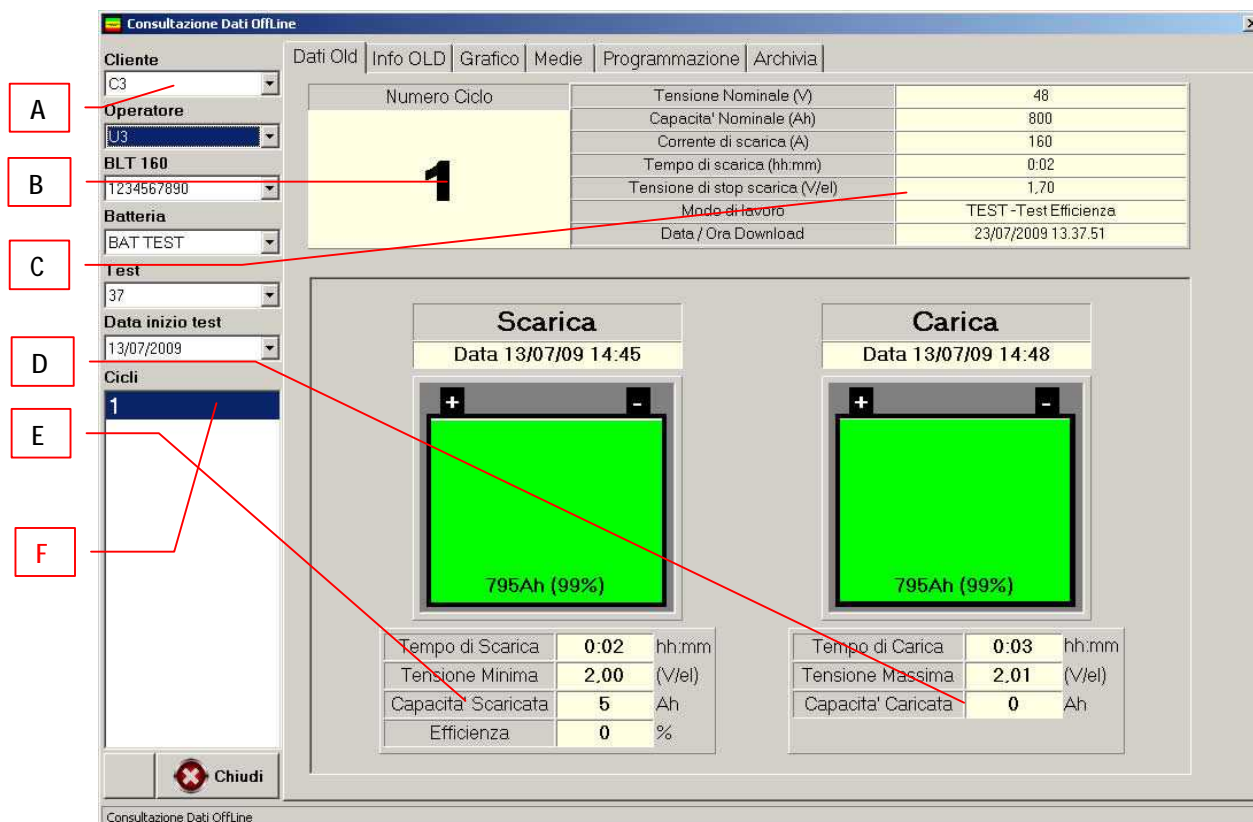 Consultazione Dati OffLine
Cliente
C3
Operatore
U3
BLT 160
1234567890
Batteria
BAT TEST
Test
37
Data inizio test
13/07/2009
Cicli
1
Chiudi
Dati Old Info OLD Grafico Medie Programmazione Archivia
Numero Ciclo
1
Tensione Nominale (V) 48
Capacita' Nominale (Ah) 800
Corrente di scarica (A) 160
Tempo di scarica (hh:mm) 0:02
Tensione di stop scarica (V/el) 1,70
Modo di lavoro TEST -Test Efficienza
Data / Ora Download 23/07/2009 13.37.51
Scarica
Data 13/07/09 14:45
+ -
795Ah (99%)
Tempo di Scarica 0:02 hh:mm
Tensione Minima 2,00 (V/el)
Capacita' Scaricata 5 Ah
Efficienza 0 %
Carica
Data 13/07/09 14:48
+ -
795Ah (99%)
Tempo di Carica 0:03 hh:mm
Tensione Massima 2,01 (V/el)
Capacita' Caricata 0 Ah
Consultazione Dati OffLine
A
B
C
D
E
F